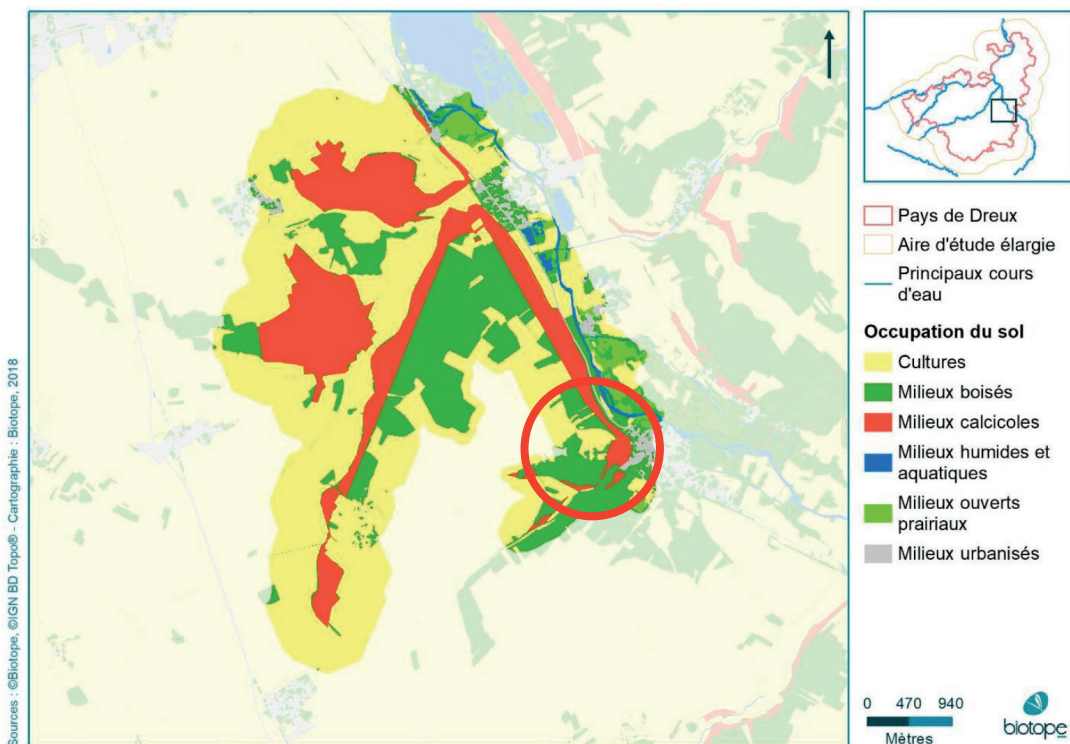 Sources : ©Biotope, ©IGN BD Topo® - Cartographie : Biotope, 2018
Pays de Dreux
Aire d'étude élargie
Principaux cours
d'eau
Occupation du sol
Cultures
Milieux boisés
Milieux calcicoles
Milieux humides et
aquatiques
Milieux ouverts
prairiaux
Milieux urbanisés
0 470 940
Mètres
biotope